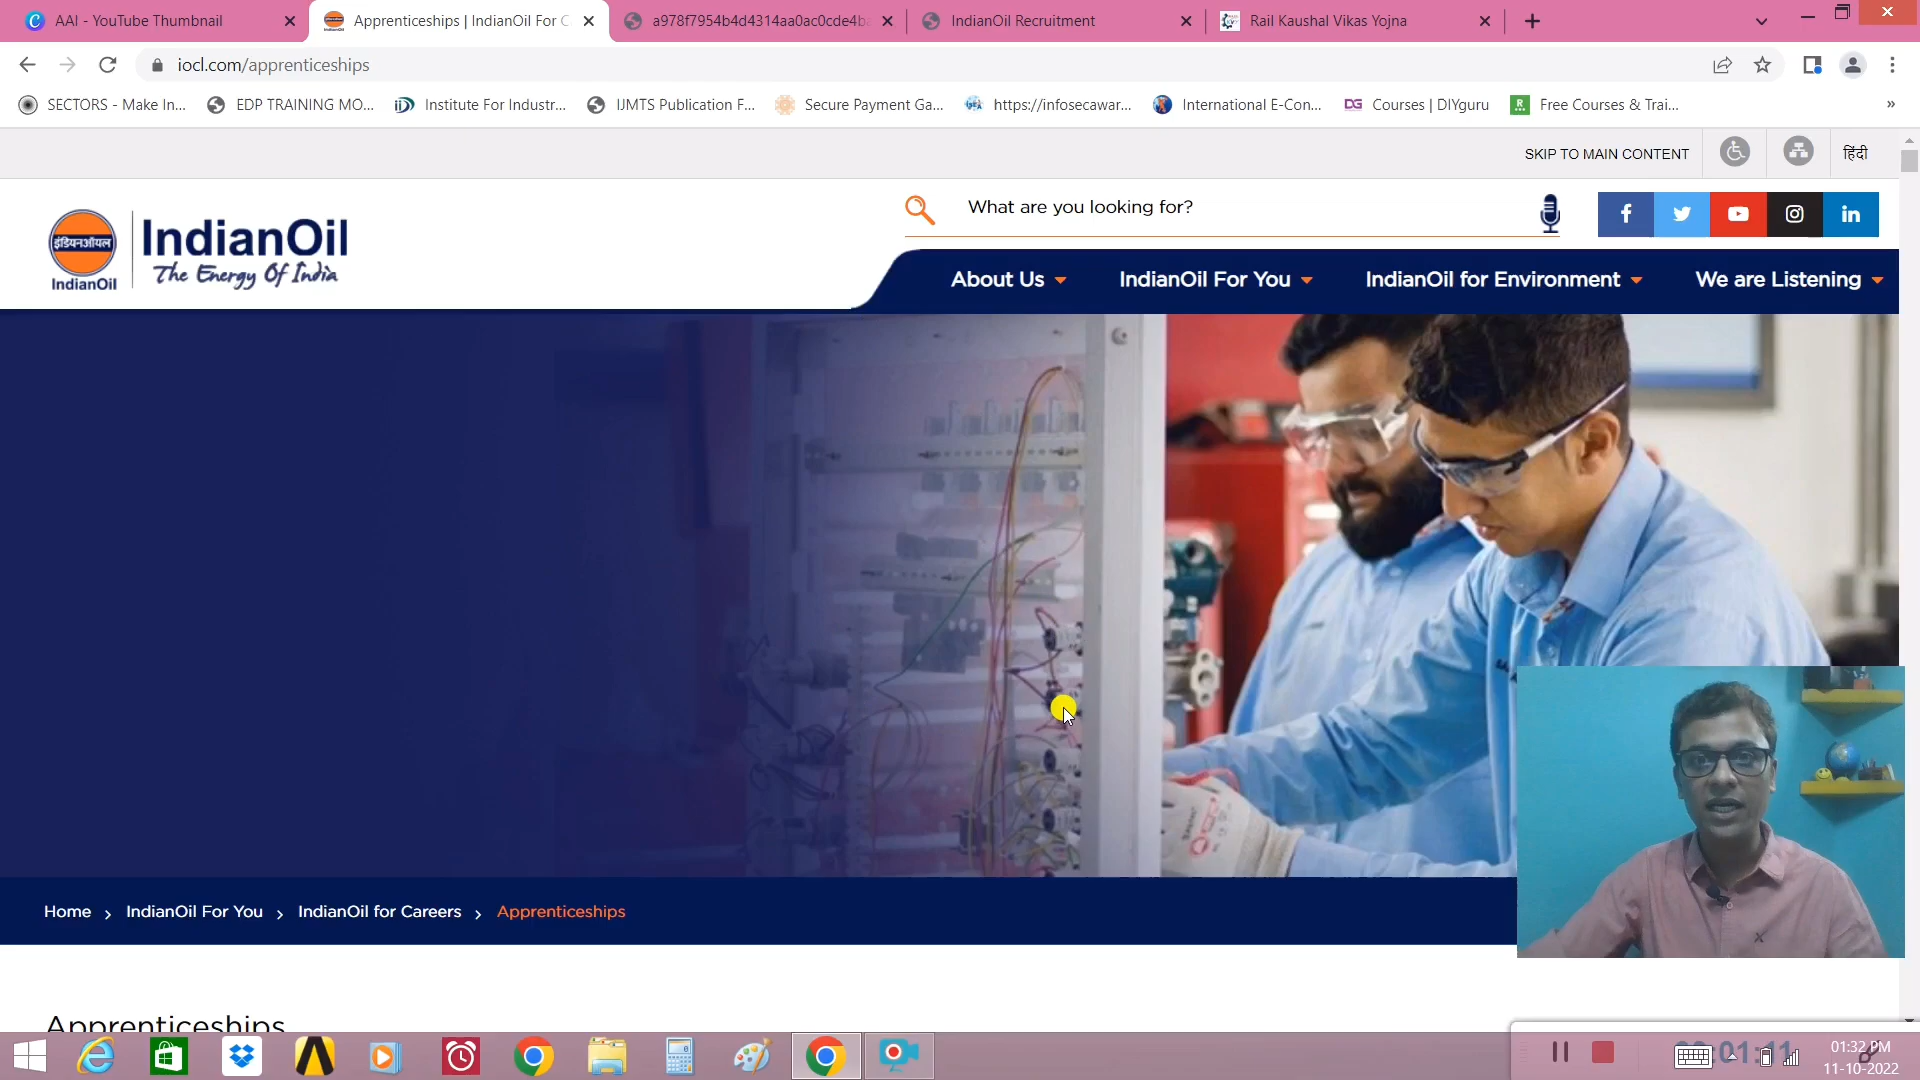 AAI - YouTube Thumbnail
Apprenticeships | IndianOil For C
a978f7954b4d4314aa0ac0cde4b
IndianOil Recruitment
Rail Kaushal Vikas Yojna
iocl.com/apprenticeships
SECTORS - Make In...
EDP TRAINING MO...
Institute For Industr...
IJMTS Publication F...
Secure Payment Ga...
https://infosecawar...
International E-Con...
DG Courses | DIYguru
Free Courses & Trai...
SKIP TO MAIN CONTENT
हिंदी
What are you looking for?
इंडियनऑयल
IndianOil
IndianOil
The Energy Of India
About Us
IndianOil For You
IndianOil for Environment
We are Listening
Home > IndianOil For You > IndianOil for Careers > Apprenticeships
Apprenticeships
01:32 PM
11-10-2022